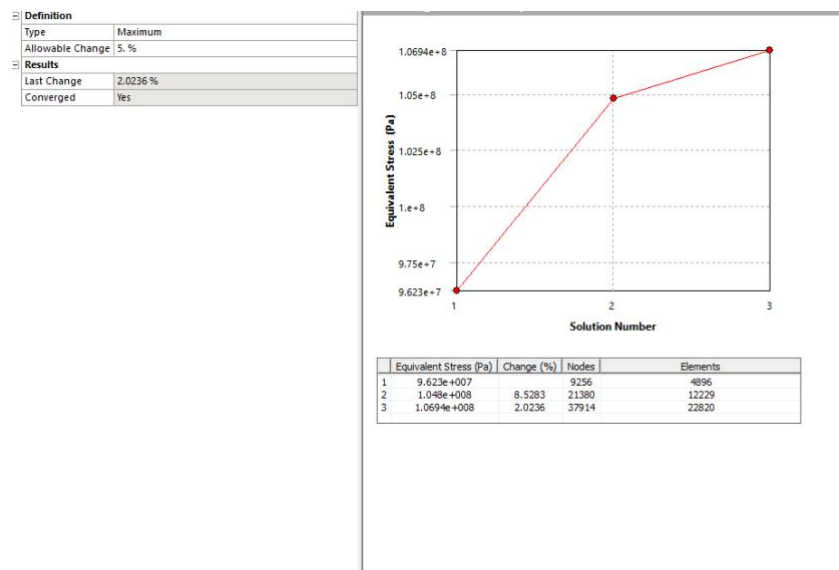 Definition
Type Maximum
Allowable Change 5. %
Results
Last Change 2.0236 %
Converged Yes
1.0694e+8
1.05e+8
1.025e+8
1.e+8
9.75e+7
9.623e+7
Equivalent Stress (Pa)
1 2 3
Solution Number
Equivalent Stress (Pa) Change (%) Nodes Elements
1 9.623e+007 9256 4896
2 1.048e+008 8.5283 21380 12229
3 1.0694e+008 2.0236 37914 22820